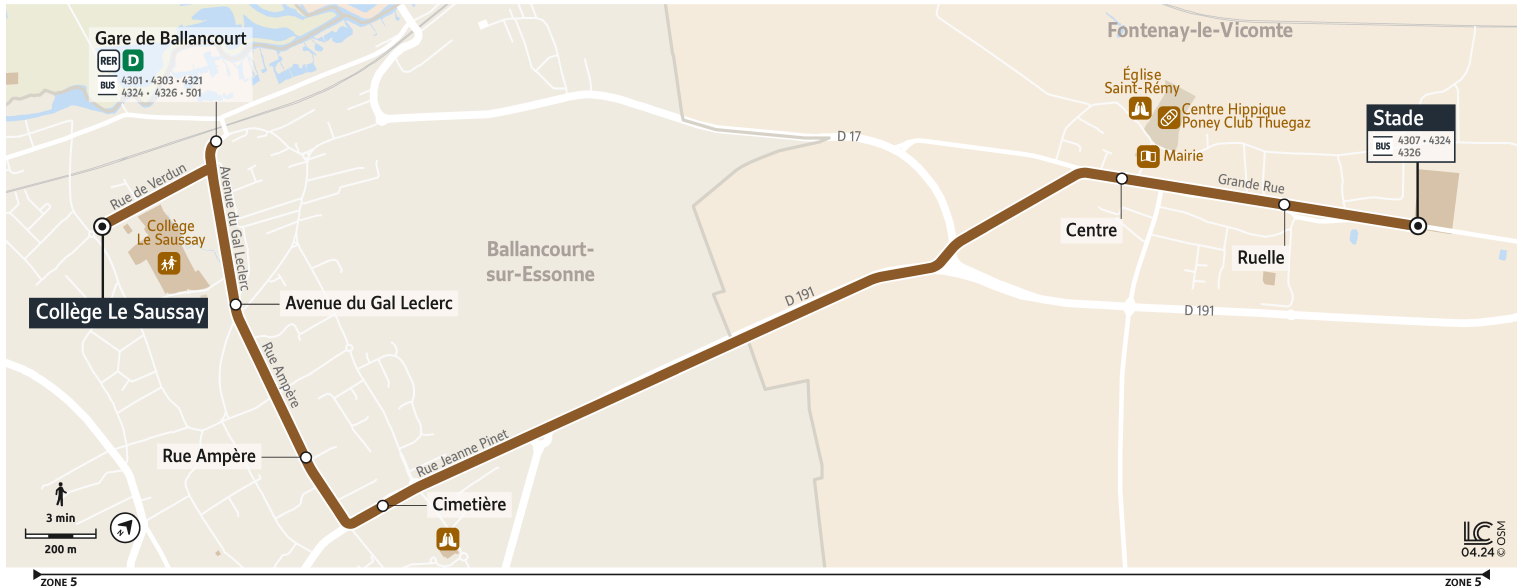 Gare de Ballancourt
RER D
BUS 4301 • 4303 • 4321
4324 • 4326 • 501
Fontenay-le-Vicomte
Église
Saint-Rémy
Centre Hippique
Poney Club Thuegaz
Mairie
Stade
BUS 4307 • 4324
4326
D 17
Rue de Verdun
Avenue du Gal Leclerc
Grande Rue
Collège
Le Saussay
Centre
Ruelle
Ballancourt-
sur-Essonne
Collège Le Saussay
Avenue du Gal Leclerc
D 191
D 191
Rue Ampère
Rue Ampère
Rue Jeanne Pinet
Cimetière
3 min
200 m
N
LC
04.24 © OSM
ZONE 5
ZONE 5